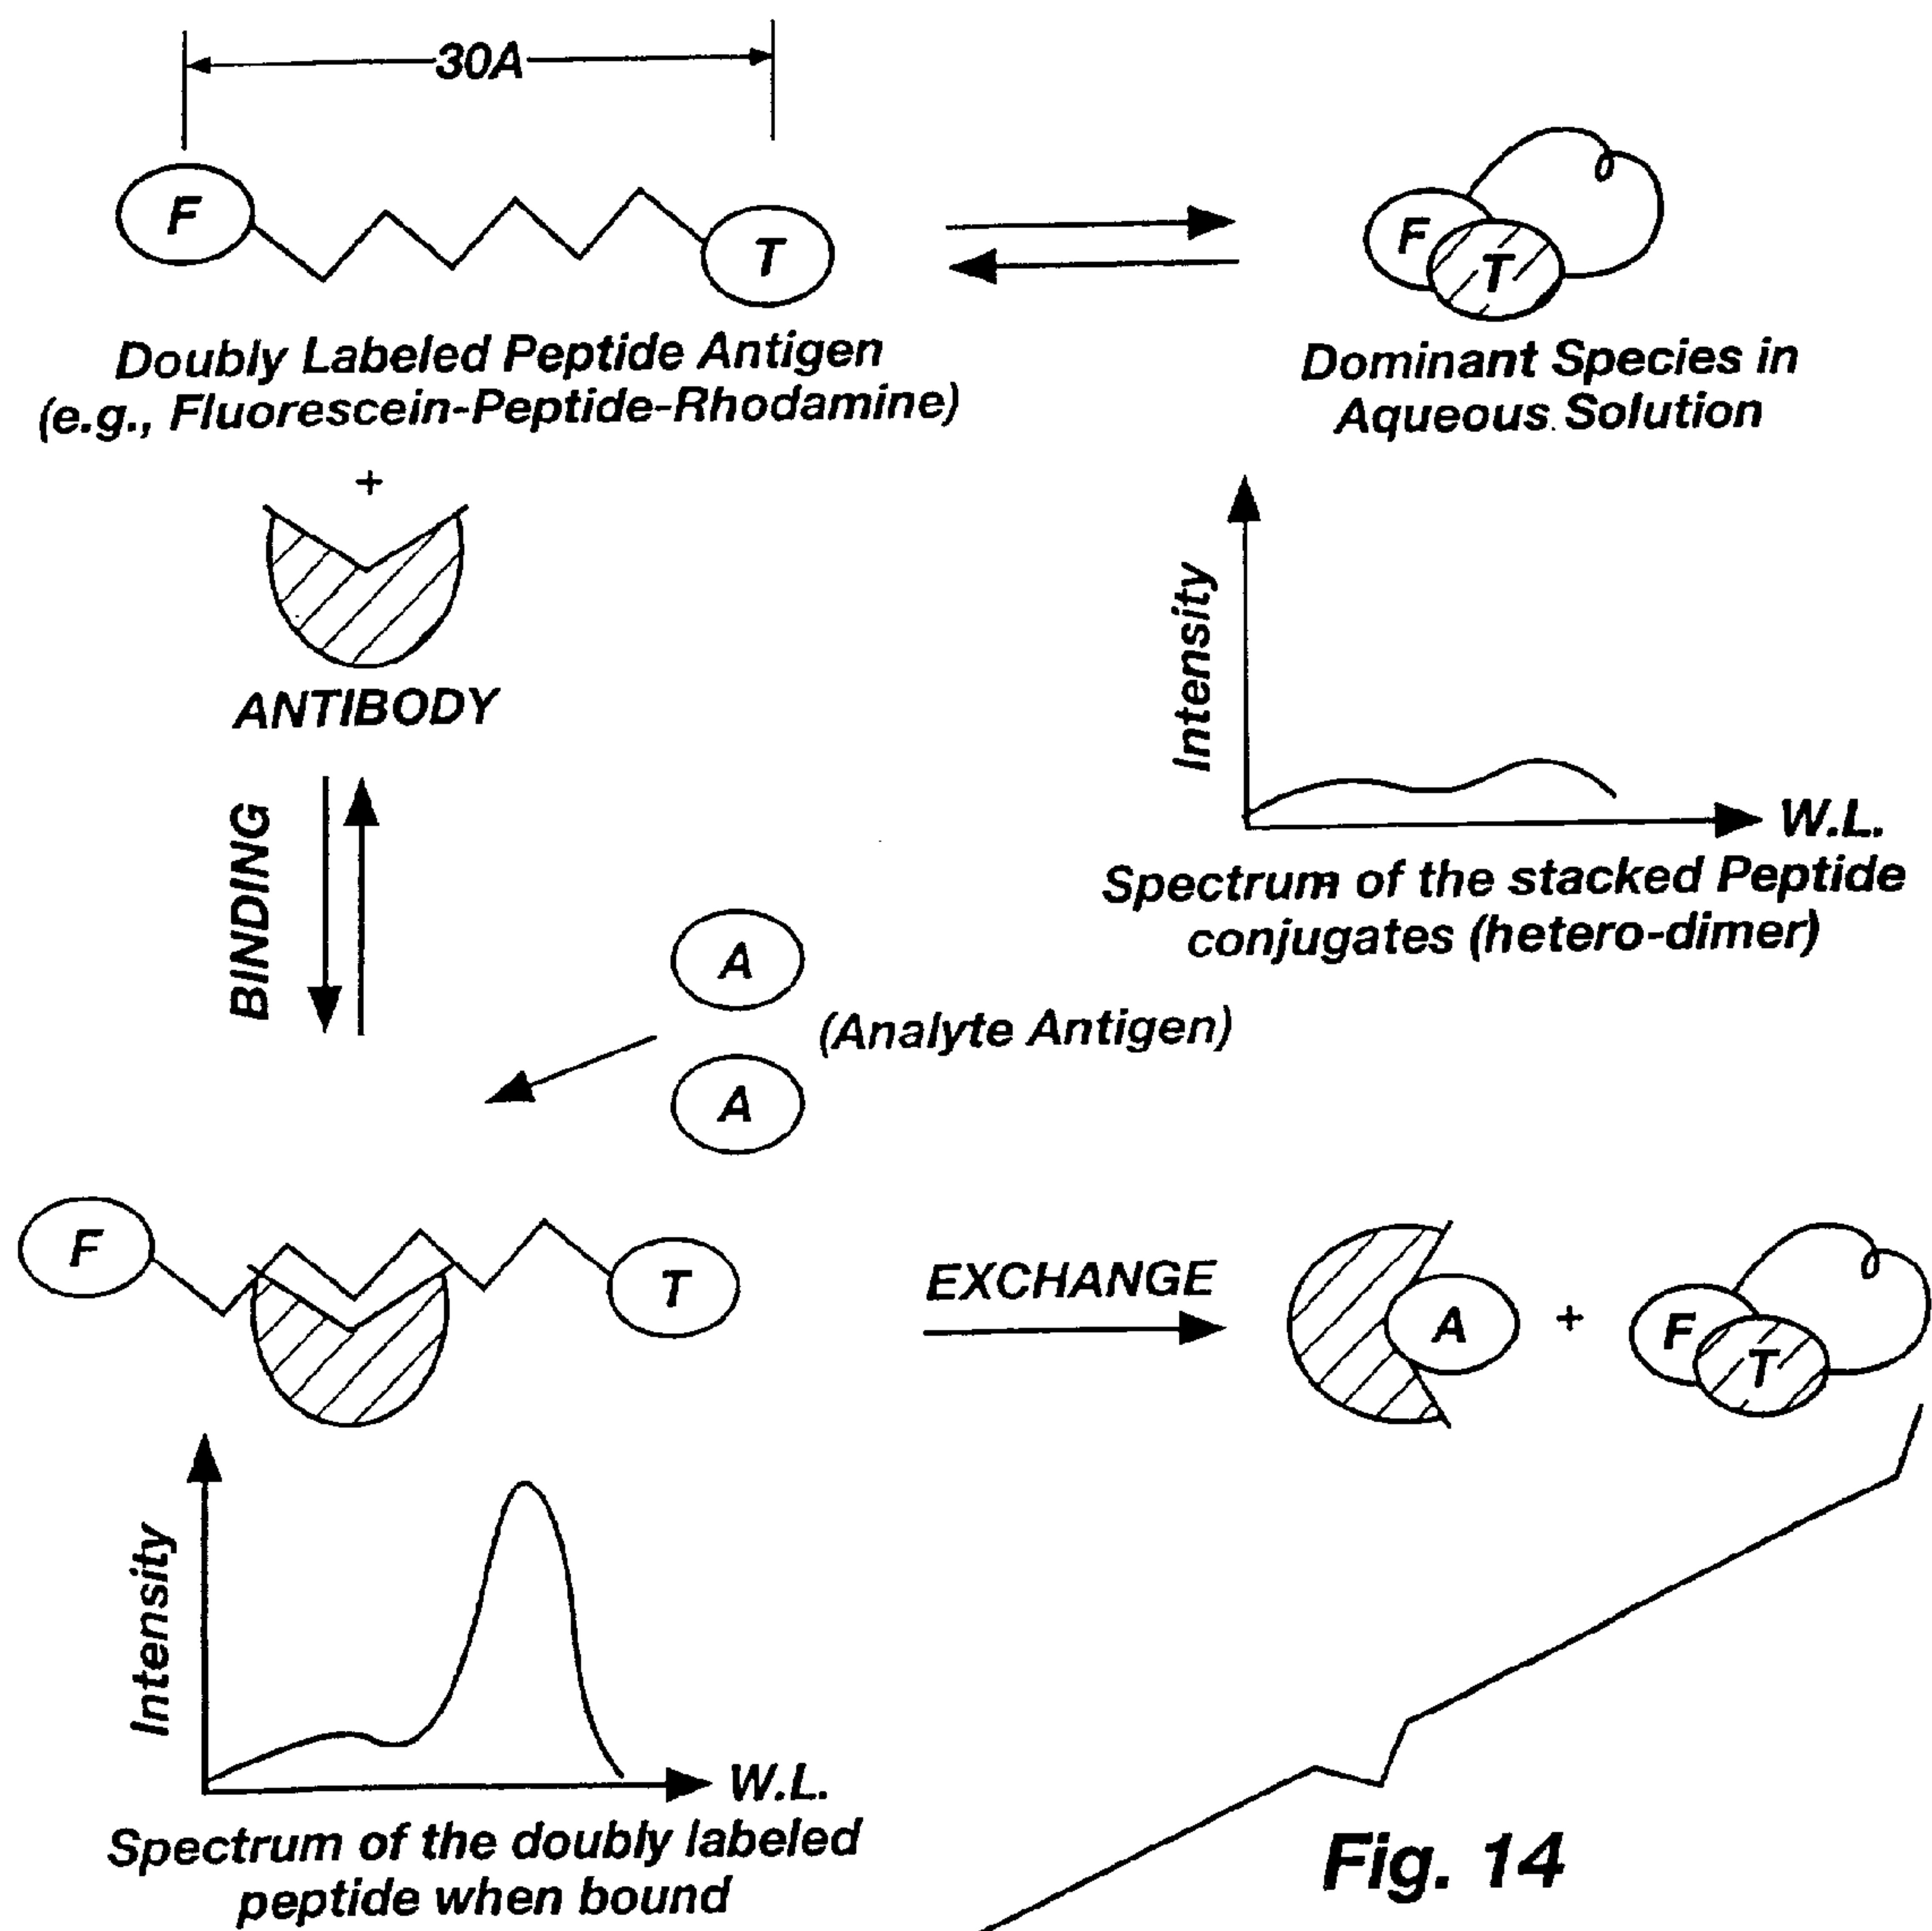 30A
F
T
F
T
Doubly Labeled Peptide Antigen
(e.g., Fluorescein-Peptide-Rhodamine)
Dominant Species in
Aqueous Solution
+
ANTIBODY
Intensity
W.L.
Spectrum of the stacked Peptide
conjugates (hetero-dimer)
BINDING
A
(Analyte Antigen)
A
F
T
EXCHANGE
A
+
F
T
Intensity
W.L.
Spectrum of the doubly labeled
peptide when bound
Fig. 14